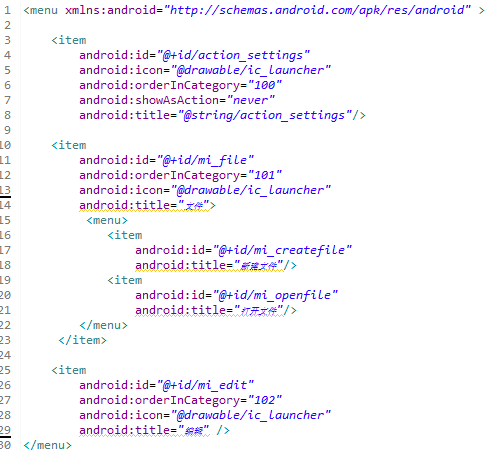 1 <menu xmlns:android="http://schemas.android.com/apk/res/android" >
2
3 <item
4 android:id="@+id/action_settings"
5 android:icon="@drawable/ic_launcher"
6 android:orderInCategory="100"
7 android:showAsAction="never"
8 android:title="@string/action_settings"/>
9
10 <item
11 android:id="@+id/mi_file"
12 android:orderInCategory="101"
13 android:icon="@drawable/ic_launcher"
14 android:title="文件">
15 <menu>
16 <item
17 android:id="@+id/mi_createfile"
18 android:title="新建文件"/>
19 <item
20 android:id="@+id/mi_openfile"
21 android:title="打开文件"/>
22 </menu>
23 </item>
24
25 <item
26 android:id="@+id/mi_edit"
27 android:orderInCategory="102"
28 android:icon="@drawable/ic_launcher"
29 android:title="编辑" />
30 </menu>